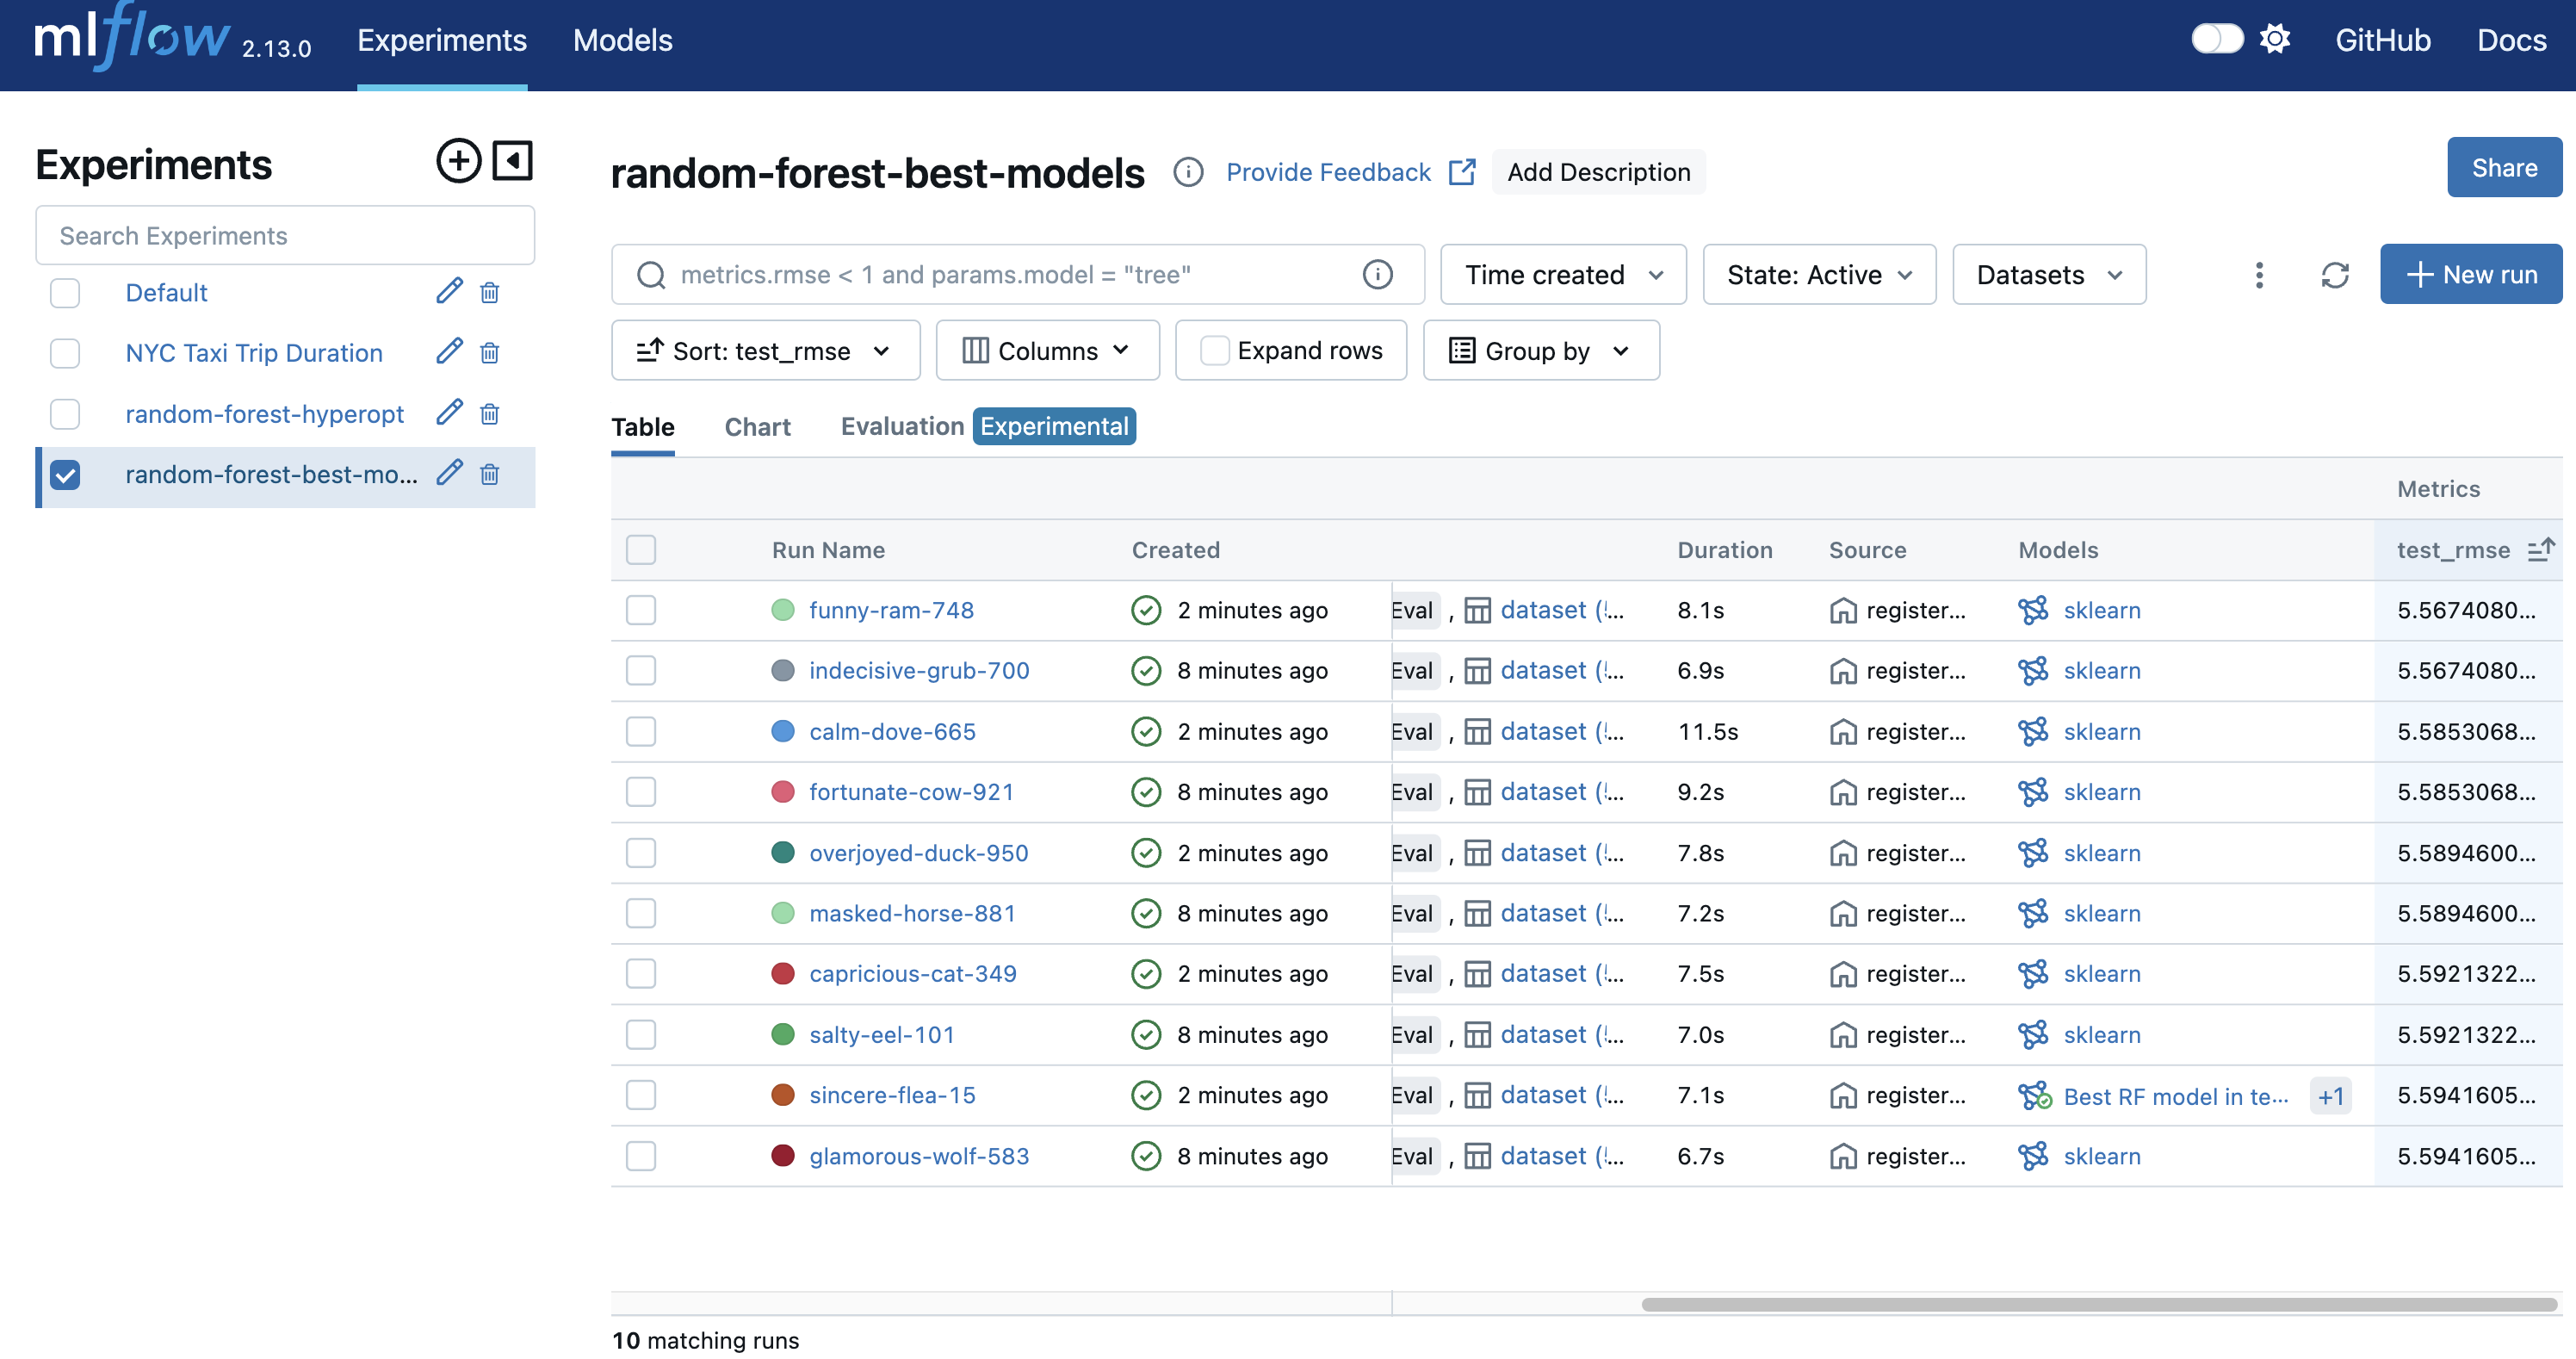 mlflow 2.13.0 Experiments Models GitHub Docs
Experiments
Search Experiments
Default
NYC Taxi Trip Duration
random-forest-hyperopt
random-forest-best-mo...
random-forest-best-models Provide Feedback Add Description Share
metrics.rmse < 1 and params.model = "tree" Time created State: Active Datasets New run
Sort: test_rmse Columns Expand rows Group by
Table Chart Evaluation Experimental
Metrics
Run Name Created Duration Source Models test_rmse
funny-ram-748 2 minutes ago Eval , dataset (... 8.1s register... sklearn 5.5674080...
indecisive-grub-700 8 minutes ago Eval , dataset (... 6.9s register... sklearn 5.5674080...
calm-dove-665 2 minutes ago Eval , dataset (... 11.5s register... sklearn 5.5853068...
fortunate-cow-921 8 minutes ago Eval , dataset (... 9.2s register... sklearn 5.5853068...
overjoyed-duck-950 2 minutes ago Eval , dataset (... 7.8s register... sklearn 5.5894600...
masked-horse-881 8 minutes ago Eval , dataset (... 7.2s register... sklearn 5.5894600...
capricious-cat-349 2 minutes ago Eval , dataset (... 7.5s register... sklearn 5.5921322...
salty-eel-101 8 minutes ago Eval , dataset (... 7.0s register... sklearn 5.5921322...
sincere-flea-15 2 minutes ago Eval , dataset (... 7.1s register... Best RF model in te... +1 5.5941605...
glamorous-wolf-583 8 minutes ago Eval , dataset (... 6.7s register... sklearn 5.5941605...
10 matching runs